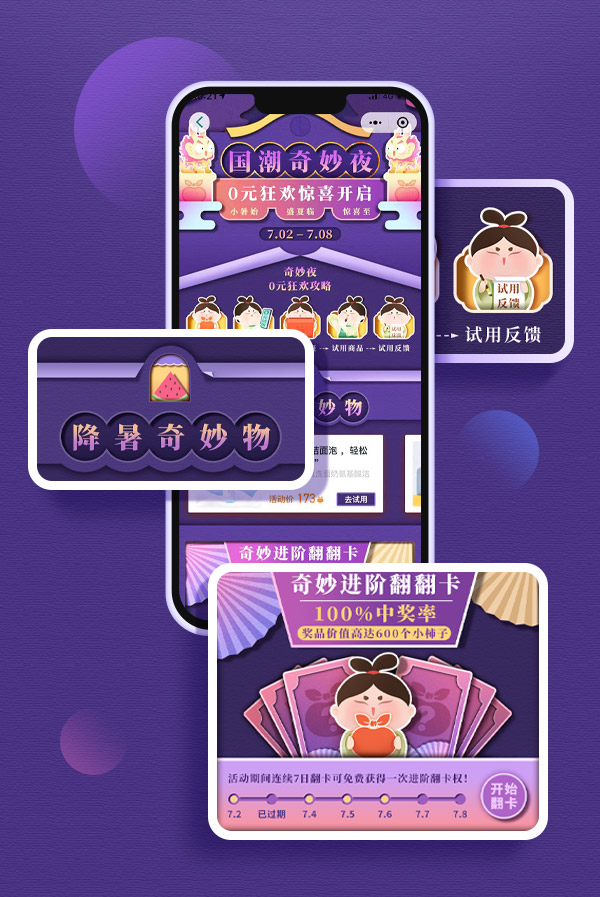 4G
国潮奇妙夜
0元狂欢惊喜开启
小暑始 盛夏临 惊喜至
7.02-7.08
奇妙夜
0元狂欢攻略
试用商品 试用反馈
试用
反馈
试用反馈
降暑奇妙物
妙物
洁面泡，轻松
活动价 173
去试用
奇妙进阶翻翻卡
奇妙进阶翻翻卡
100%中奖率
奖品价值高达600个小柿子
活动期间连续7日翻卡可免费获得一次进阶翻卡权！
开始
翻卡
7.2 已过期 7.4 7.5 7.6 7.7 7.8